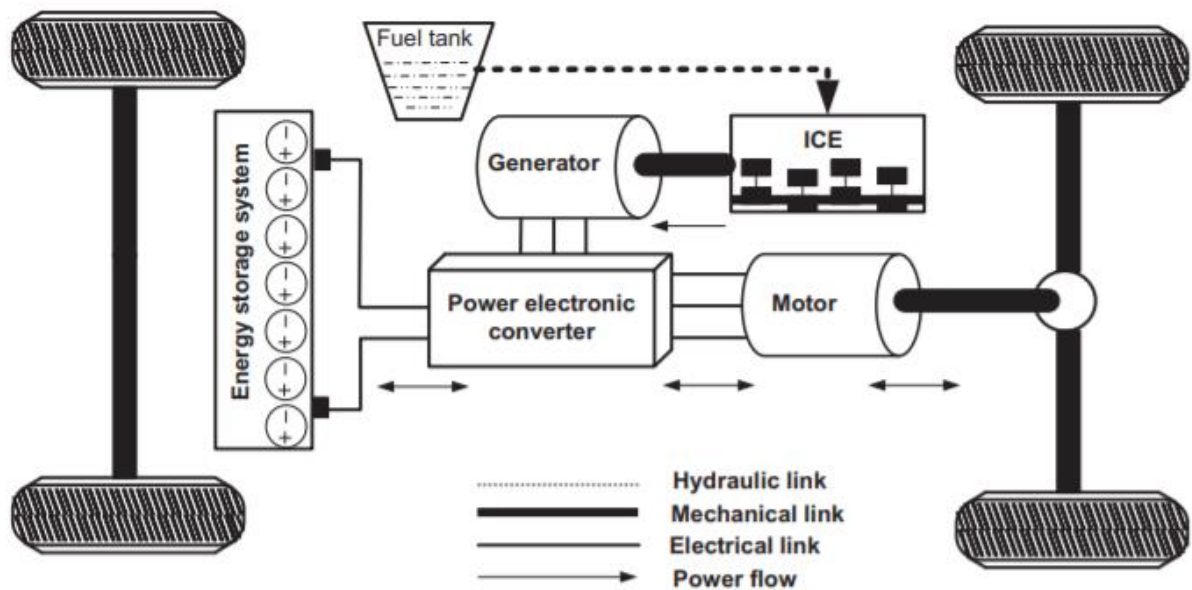 Fuel tank
ICE
Generator
Energy storage system
Power electronic
converter
Motor
Hydraulic link
Mechanical link
Electrical link
Power flow